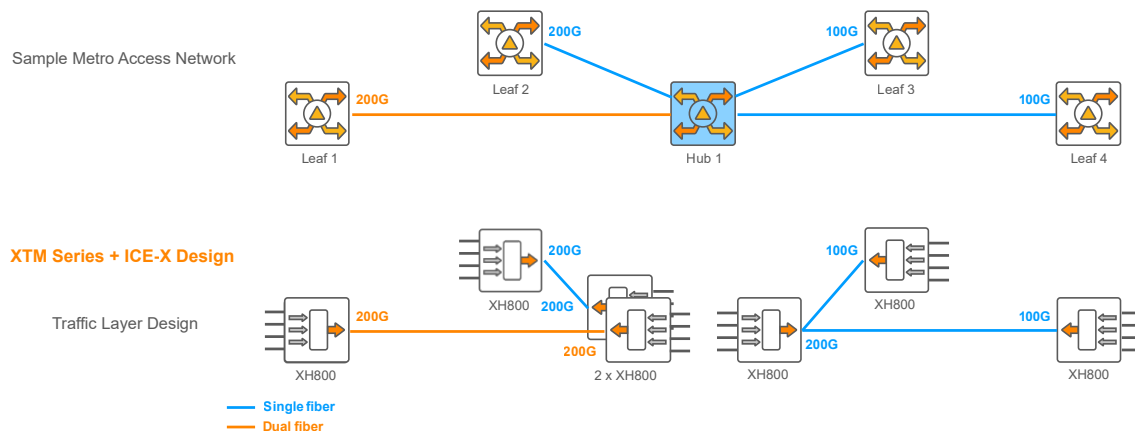 200G
100G
Sample Metro Access Network
Leaf 2
Leaf 3
200G
100G
Leaf 1
Hub 1
Leaf 4
XTM Series + ICE-X Design
200G
100G
XH800
200G
XH800
Traffic Layer Design
200G
100G
200G
200G
XH800
2 x XH800
XH800
XH800
Single fiber
Dual fiber